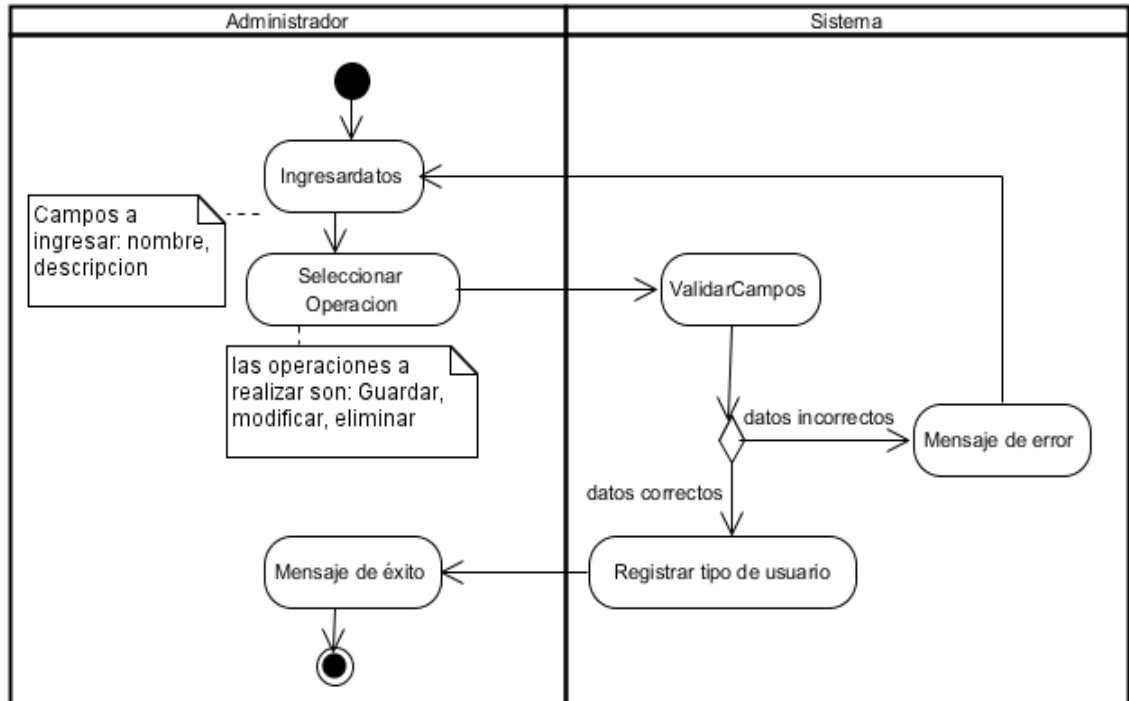 Administrador
Sistema
Ingresardatos
Campos a
ingresar: nombre,
descripcion
Seleccionar
Operacion
ValidarCampos
las operaciones a
realizar son: Guardar,
modificar, eliminar
datos incorrectos
Mensaje de error
datos correctos
Mensaje de éxito
Registrar tipo de usuario